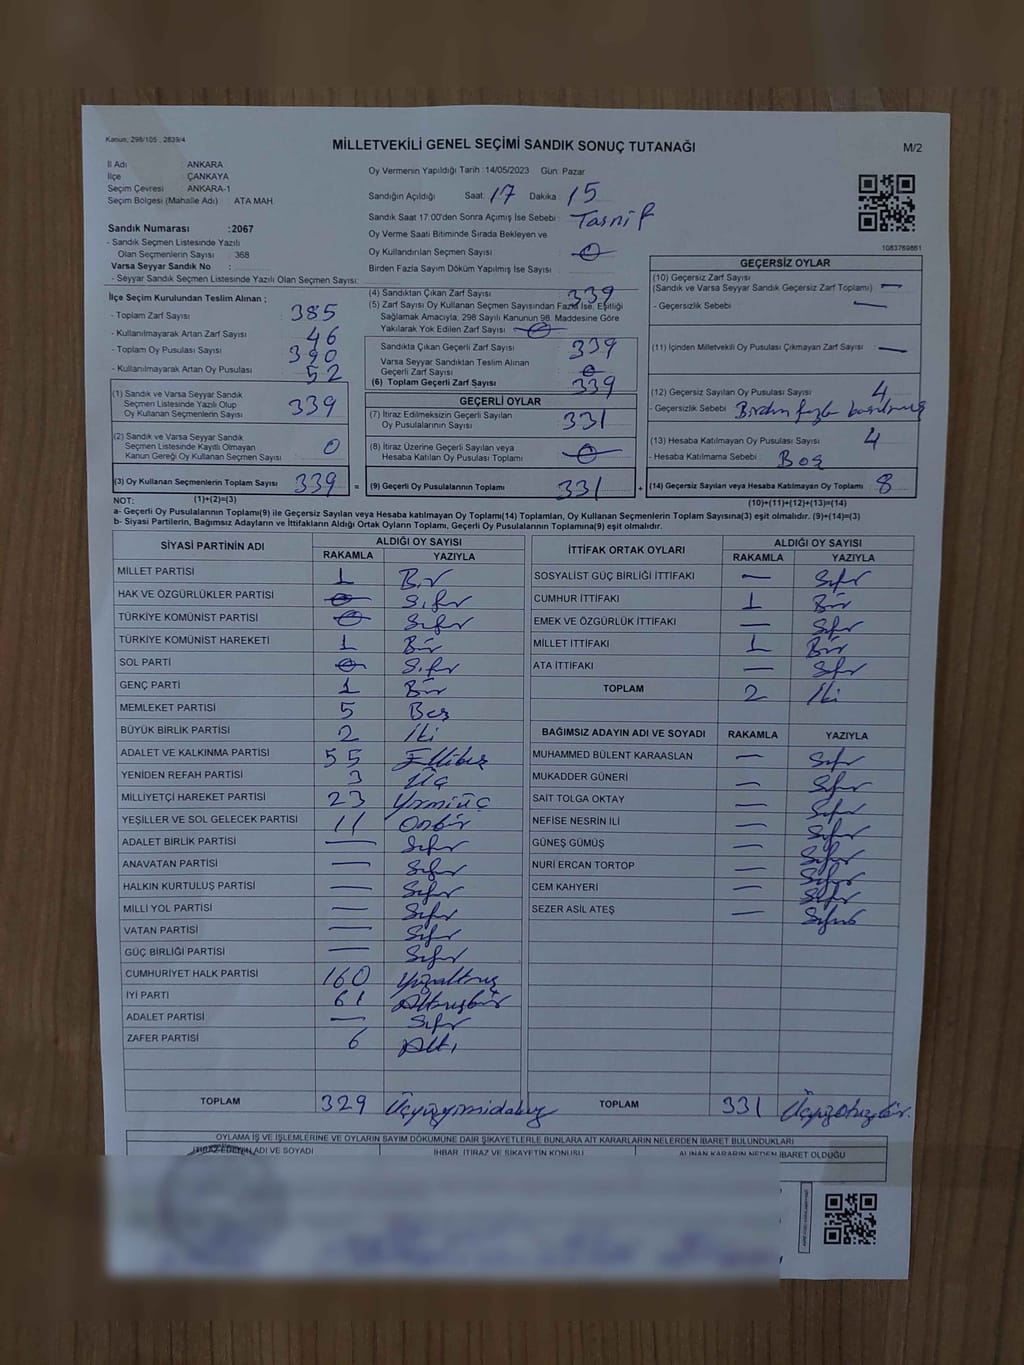 Kanun, 298/105 , 2839/4
MİLLETVEKİLİ GENEL SEÇİMİ SANDIK SONUÇ TUTANAĞI
M/2
İl Adı ANKARA
İlçe ÇANKAYA
Seçim Çevresi ANKARA-1
Seçim Bölgesi (Mahalle Adı) ATA MAH.
Oy Vermenin Yapıldığı Tarih :14/05/2023 Gün: Pazar
Sandığın Açıldığı Saat: 17 Dakika 15
Sandık Saat 17:00'den Sonra Açımış İse Sebebi : Tasnif
Oy Verme Saati Bitiminde Sırada Bekleyen ve
Oy Kullandırılan Seçmen Sayısı : 0
Birden Fazla Sayım Döküm Yapılmış İse Sayısı :
1083769861
Sandık Numarası :2067
- Sandık Seçmen Listesinde Yazılı
Olan Seçmenlerin Sayısı : 368
Varsa Seyyar Sandık No :
- Seyyar Sandık Seçmen Listesinde Yazılı Olan Seçmen Sayısı:
İlçe Seçim Kurulundan Teslim Alınan ;
- Toplam Zarf Sayısı : 385
- Kullanılmayarak Artan Zarf Sayısı : 46
- Toplam Oy Pusulası Sayısı : 390
- Kullanılmayarak Artan Oy Pusulası : 52
(1) Sandık ve Varsa Seyyar Sandık
Seçmen Listesinde Yazılı Olup
Oy Kullanan Seçmenlerin Sayısı : 339
(2) Sandık ve Varsa Seyyar Sandık
Seçmen Listesinde Kayıtlı Olmayan
Kanun Gereği Oy Kullanan Seçmen Sayısı : 0
(3) Oy Kullanan Seçmenlerin Toplam Sayısı : 339 =
(1)+(2)=(3)
(4) Sandıktan Çıkan Zarf Sayısı : 339
(5) Zarf Sayısı Oy Kullanan Seçmen Sayısından Fazla İse, Eşitliği
Sağlamak Amacıyla, 298 Sayılı Kanunun 98. Maddesine Göre
Yakılarak Yok Edilen Zarf Sayısı : 0
Sandıkta Çıkan Geçerli Zarf Sayısı : 339
Varsa Seyyar Sandıktan Teslim Alınan
Geçerli Zarf Sayısı : 0
(6) Toplam Geçerli Zarf Sayısı : 339
GEÇERLİ OYLAR
(7) İtiraz Edilmeksizin Geçerli Sayılan
Oy Pusulalarının Sayısı : 331
(8) İtiraz Üzerine Geçerli Sayılan veya
Hesaba Katılan Oy Pusulası Toplamı : 0
(9) Geçerli Oy Pusulalarının Toplamı : 331 +
GEÇERSİZ OYLAR
(10) Geçersiz Zarf Sayısı
(Sandık ve Varsa Seyyar Sandık Geçersiz Zarf Toplamı) : —
- Geçersizlik Sebebi : —
(11) İçinden Milletvekili Oy Pusulası Çıkmayan Zarf Sayısı : —
(12) Geçersiz Sayılan Oy Pusulası Sayısı : 4
- Geçersizlik Sebebi : Birden fazla basılmış
(13) Hesaba Katılmayan Oy Pusulası Sayısı : 4
- Hesaba Katılmama Sebebi : Boş
(14) Geçersiz Sayılan veya Hesaba Katılmayan Oy Toplamı : 8
(10)+(11)+(12)+(13)=(14)
NOT:
a- Geçerli Oy Pusulalarının Toplamı(9) ile Geçersiz Sayılan veya Hesaba katılmayan Oy Toplamı(14) Toplamları, Oy Kullanan Seçmenlerin Toplam Sayısına(3) eşit olmalıdır. (9)+(14)=(3)
b- Siyasi Partilerin, Bağımsız Adayların ve İttifakların Aldığı Ortak Oyların Toplamı, Geçerli Oy Pusulalarının Toplamına(9) eşit olmalıdır.
SİYASİ PARTİNİN ADI ALDIĞI OY SAYISI
RAKAMLA YAZIYLA
MİLLET PARTİSI 1 Bir
HAK VE ÖZGÜRLÜKLER PARTİSİ 0 Sıfır
TÜRKİYE KOMÜNİST PARTİSİ 0 Sıfır
TÜRKİYE KOMÜNİST HAREKETİ 1 Bir
SOL PARTİ 0 Sıfır
GENÇ PARTİ 1 Bir
MEMLEKET PARTİSİ 5 Beş
BÜYÜK BİRLİK PARTİSİ 2 İki
ADALET VE KALKINMA PARTİSİ 55 Ellibeş
YENİDEN REFAH PARTİSİ 3 Üç
MİLLİYETÇİ HAREKET PARTİSİ 23 Yirmiüç
YEŞİLLER VE SOL GELECEK PARTİSİ 11 Onbir
ADALET BİRLİK PARTİSİ — Sıfır
ANAVATAN PARTİSİ — Sıfır
HALKIN KURTULUŞ PARTİSİ — Sıfır
MİLLİ YOL PARTİSİ — Sıfır
VATAN PARTİSİ — Sıfır
GÜÇ BİRLİĞİ PARTİSİ — Sıfır
CUMHURİYET HALK PARTİSİ 160 Yüzaltmış
İYİ PARTİ 61 Altmışbir
ADALET PARTİSİ — Sıfır
ZAFER PARTİSİ 6 Altı
TOPLAM 329 Üçyüzyirmidokuz
İTTİFAK ORTAK OYLARI ALDIĞI OY SAYISI
RAKAMLA YAZIYLA
SOSYALİST GÜÇ BİRLİĞİ İTTİFAKI — Sıfır
CUMHUR İTTİFAKI 1 Bir
EMEK VE ÖZGÜRLÜK İTTİFAKI — Sıfır
MİLLET İTTİFAKI 1 Bir
ATA İTTİFAKI — Sıfır
TOPLAM 2 İki
BAĞIMSIZ ADAYIN ADI VE SOYADI RAKAMLA YAZIYLA
MUHAMMED BÜLENT KARAASLAN — Sıfır
MUKADDER GÜNERİ — Sıfır
SAİT TOLGA OKTAY — Sıfır
NEFİSE NESRİN İLİ — Sıfır
GÜNEŞ GÜMÜŞ — Sıfır
NURİ ERCAN TORTOP — Sıfır
CEM KAHYERİ — Sıfır
SEZER ASİL ATEŞ — Sıfır
TOPLAM 331 Üçyüzotuzbir.
OYLAMA İŞ VE İŞLEMLERİNE VE OYLARIN SAYIM DÖKÜMÜNE DAİR ŞİKAYETLERLE BUNLARA AİT KARARLARIN NELERDEN İBARET BULUNDUKLARI
İTİRAZ EDENİN ADI VE SOYADI İHBAR, İTİRAZ VE ŞİKAYETİN KONUSU ALINAN KARARIN NEDEN İBARET OLDUĞU